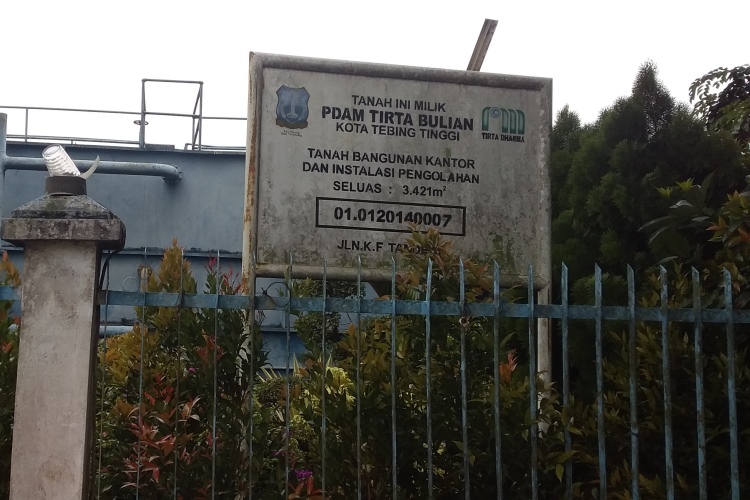 TANAH INI MILIK
PDAM TIRTA BULIAN
KOTA TEBING TINGGI
TIRTA DHARMA
TANAH BANGUNAN KANTOR
DAN INSTALASI PENGOLAHAN
SELUAS : 3.421m²
01.0120140007
JLN.K.F